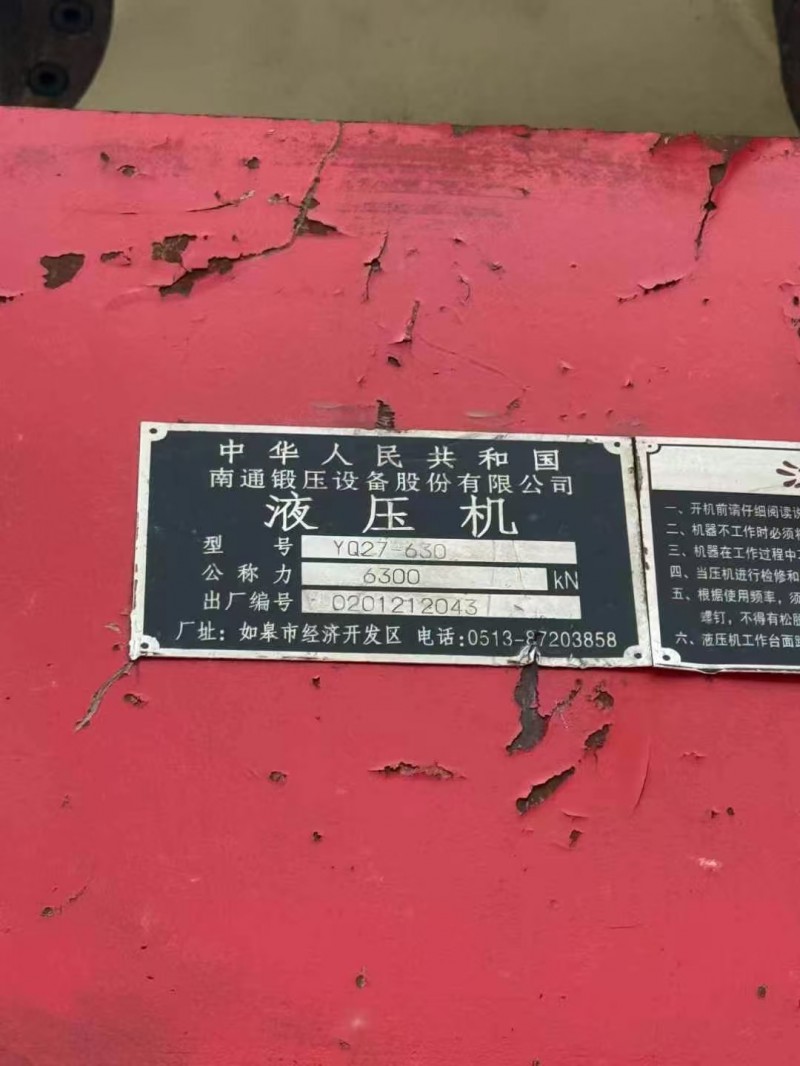 中华人民共和国
南通锻压设备股份有限公司
液压机
型 号 YQ27-630
公称力 6300 kN
出厂编号 0201212043
厂址：如皋市经济开发区 电话：0513-87203858
一、开机前请仔细阅读说
二、机器不工作时必须将
三、机器在工作过程中
四、当压机进行检修和
五、根据使用频率，须
螺钉，不得有松脱
六、液压机工作台面